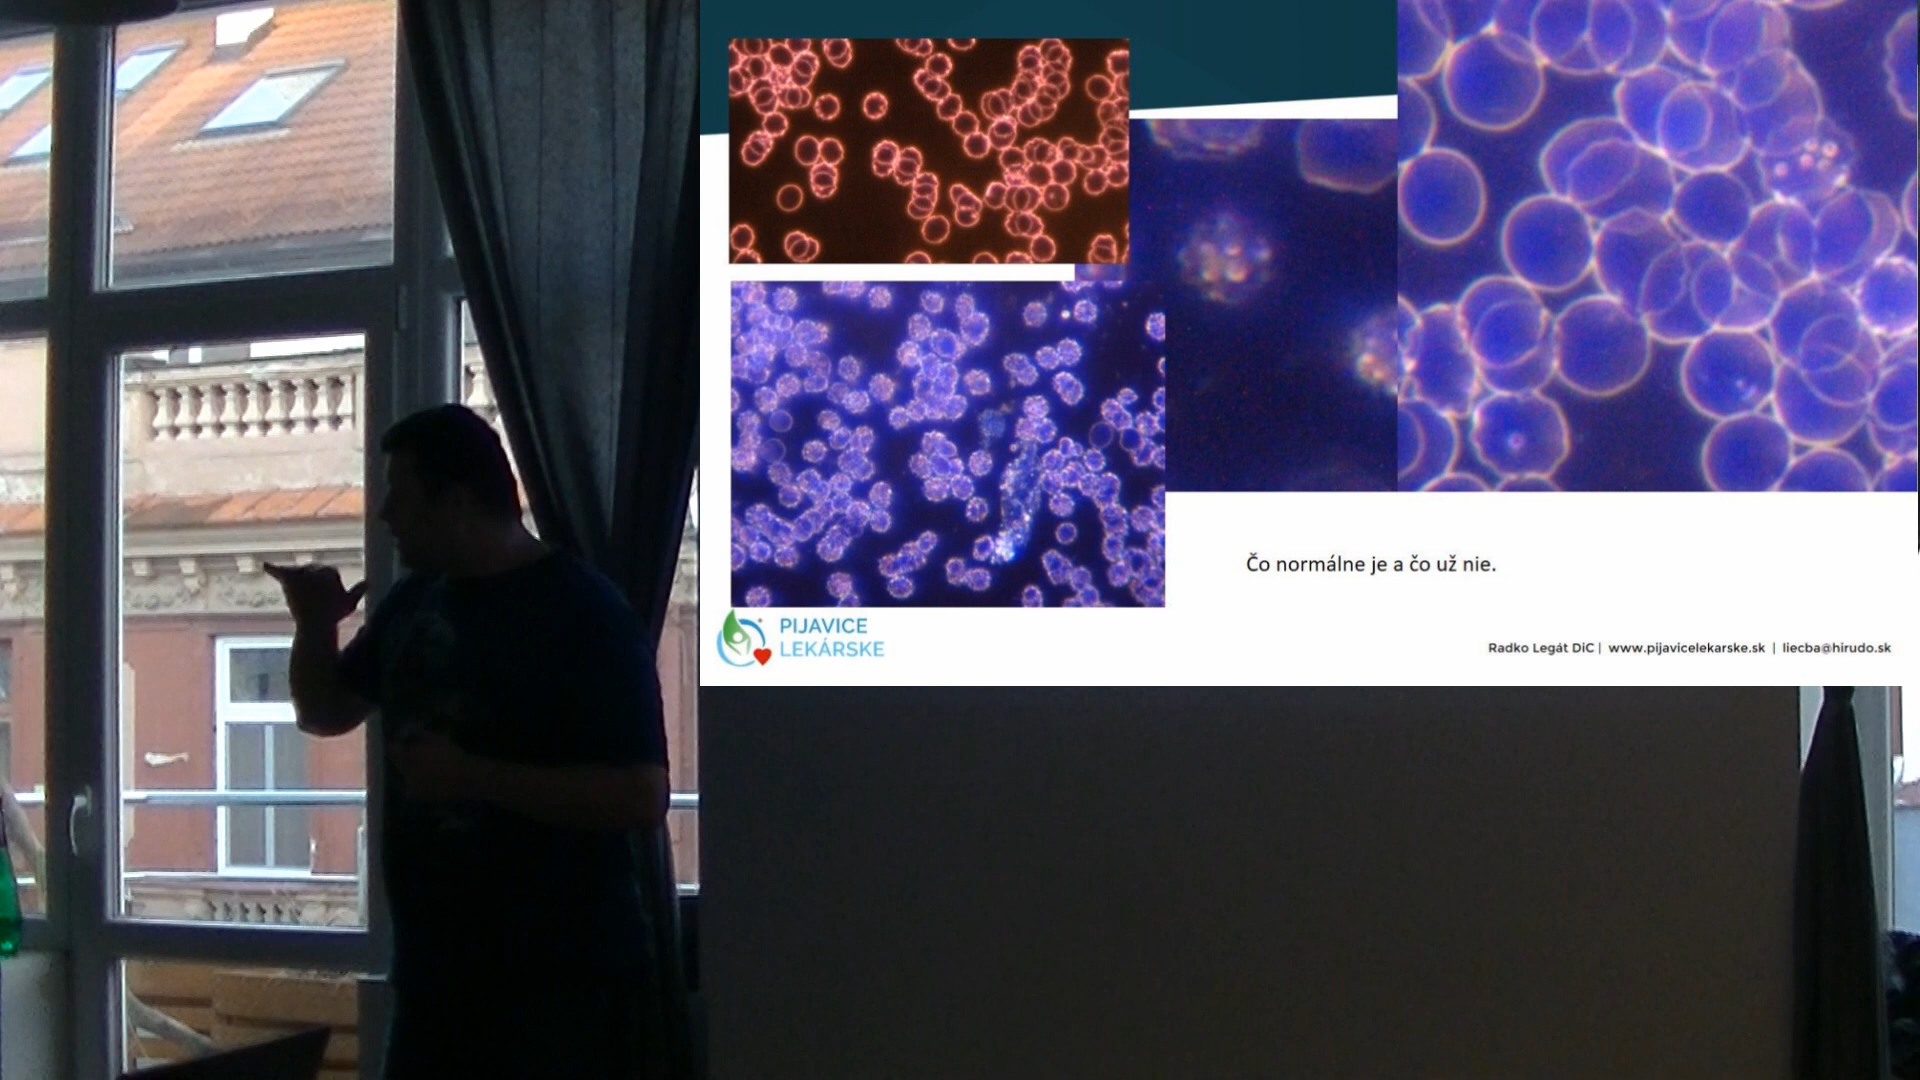 Čo normálne je a čo už nie.
PIJAVICE
LEKÁRSKE
Radko Legát DiC | www.pijavicelekarske.sk | liecba@hirudo.sk